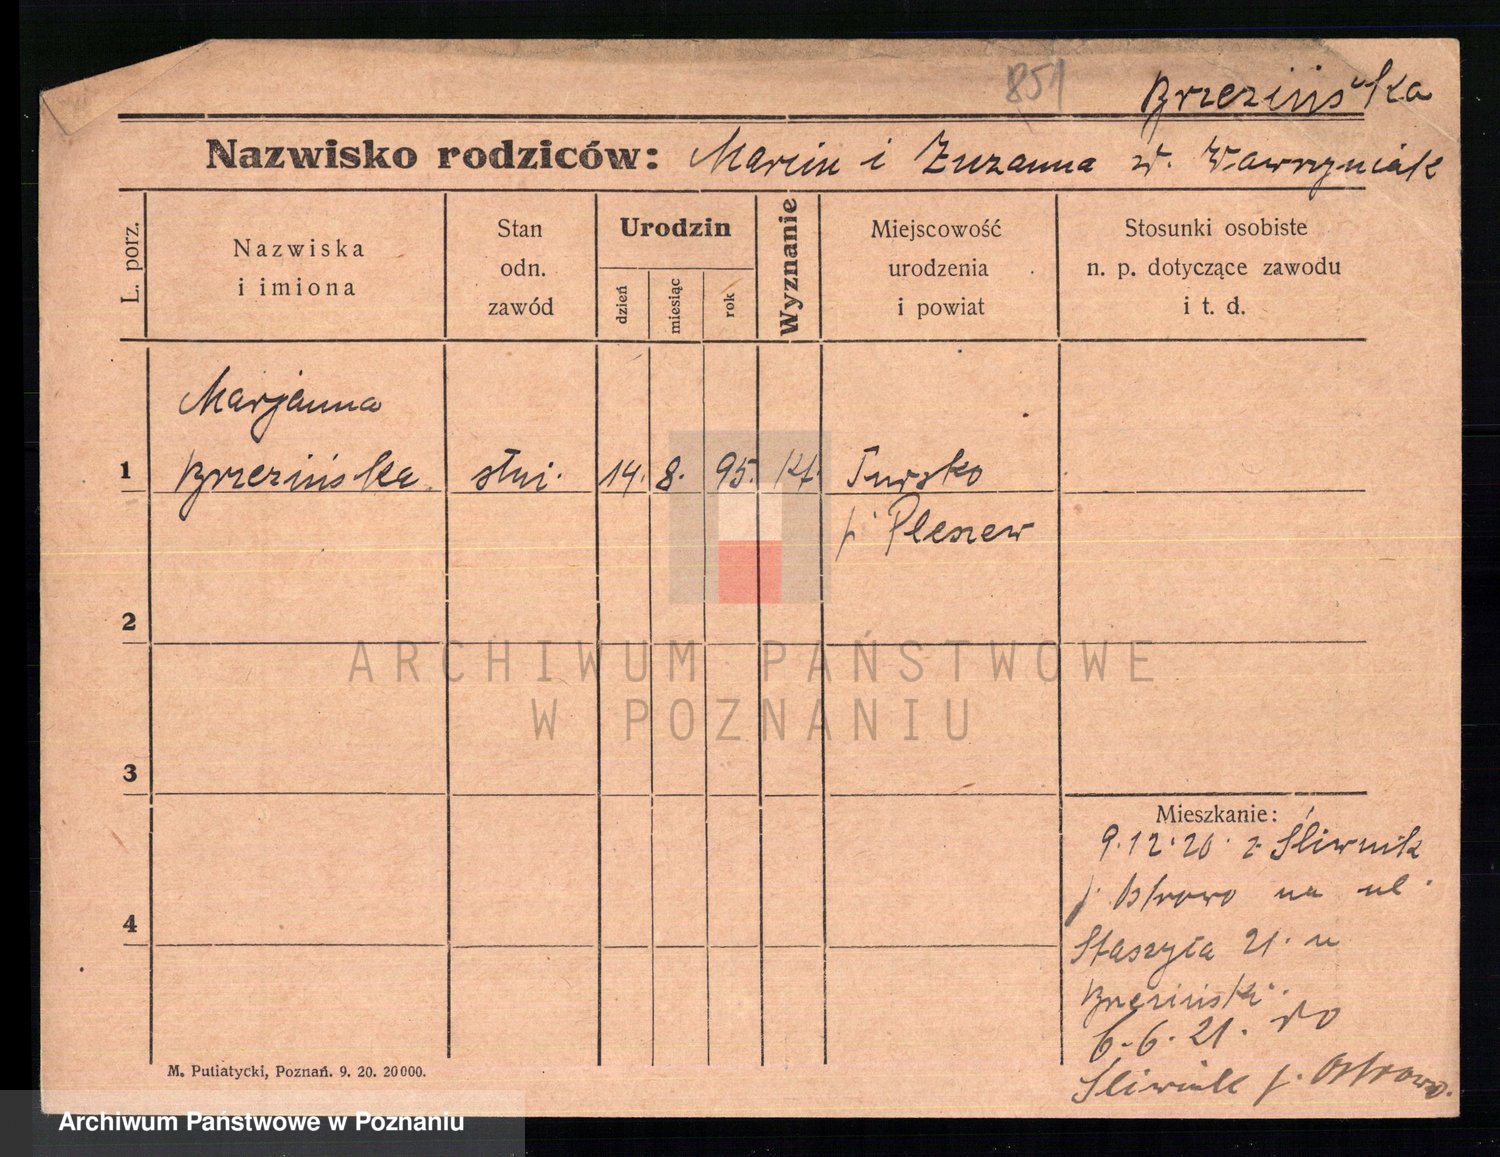 851
Brzezińska
Nazwisko rodziców: Marcin i Zuzanna z. Wawrzyniak
L. porz.
Nazwiska
i imiona
Stan
odn.
zawód
Urodzin
dzień
miesiąc
rok
Wyznanie
Miejscowość
urodzenia
i powiat
Stosunki osobiste
n. p. dotyczące zawodu
i t. d.
Marjanna
1 Brzezińska służ. 14. 8. 95. kt. Tursko
p. Pleszew
2
3
4
Mieszkanie:
9.12.20. z Śliwnik
p. Ostrowo na ul.
Staszyca 21. u
Brzeziński.
6.6.21. do
Śliwnik p. Ostrowo.
M. Putiatycki, Poznań. 9. 20. 20000.
ARCHIWUM PAŃSTWOWE
W POZNANIU
Archiwum Państwowe w Poznaniu